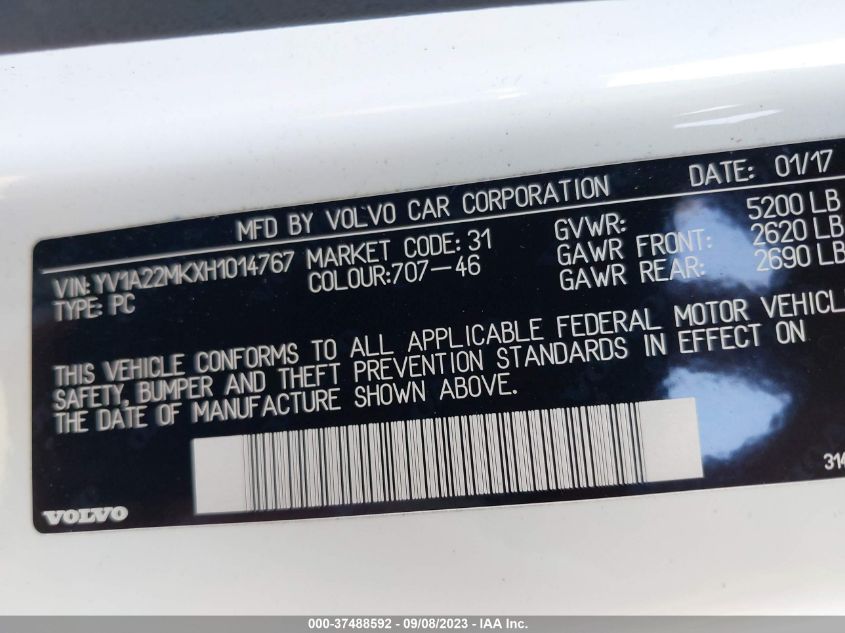 MFD BY VOLVO CAR CORPORATION DATE: 01/17
VIN: YV1A22MKXH1014767 MARKET CODE: 31 GVWR: 5200 LB
TYPE: PC COLOUR:707-46 GAWR FRONT: 2620 LB
GAWR REAR: 2690 LB
THIS VEHICLE CONFORMS TO ALL APPLICABLE FEDERAL MOTOR VEHICL
SAFETY, BUMPER AND THEFT PREVENTION STANDARDS IN EFFECT ON
THE DATE OF MANUFACTURE SHOWN ABOVE.
314
VOLVO
000-37488592 - 09/08/2023 - IAA Inc.